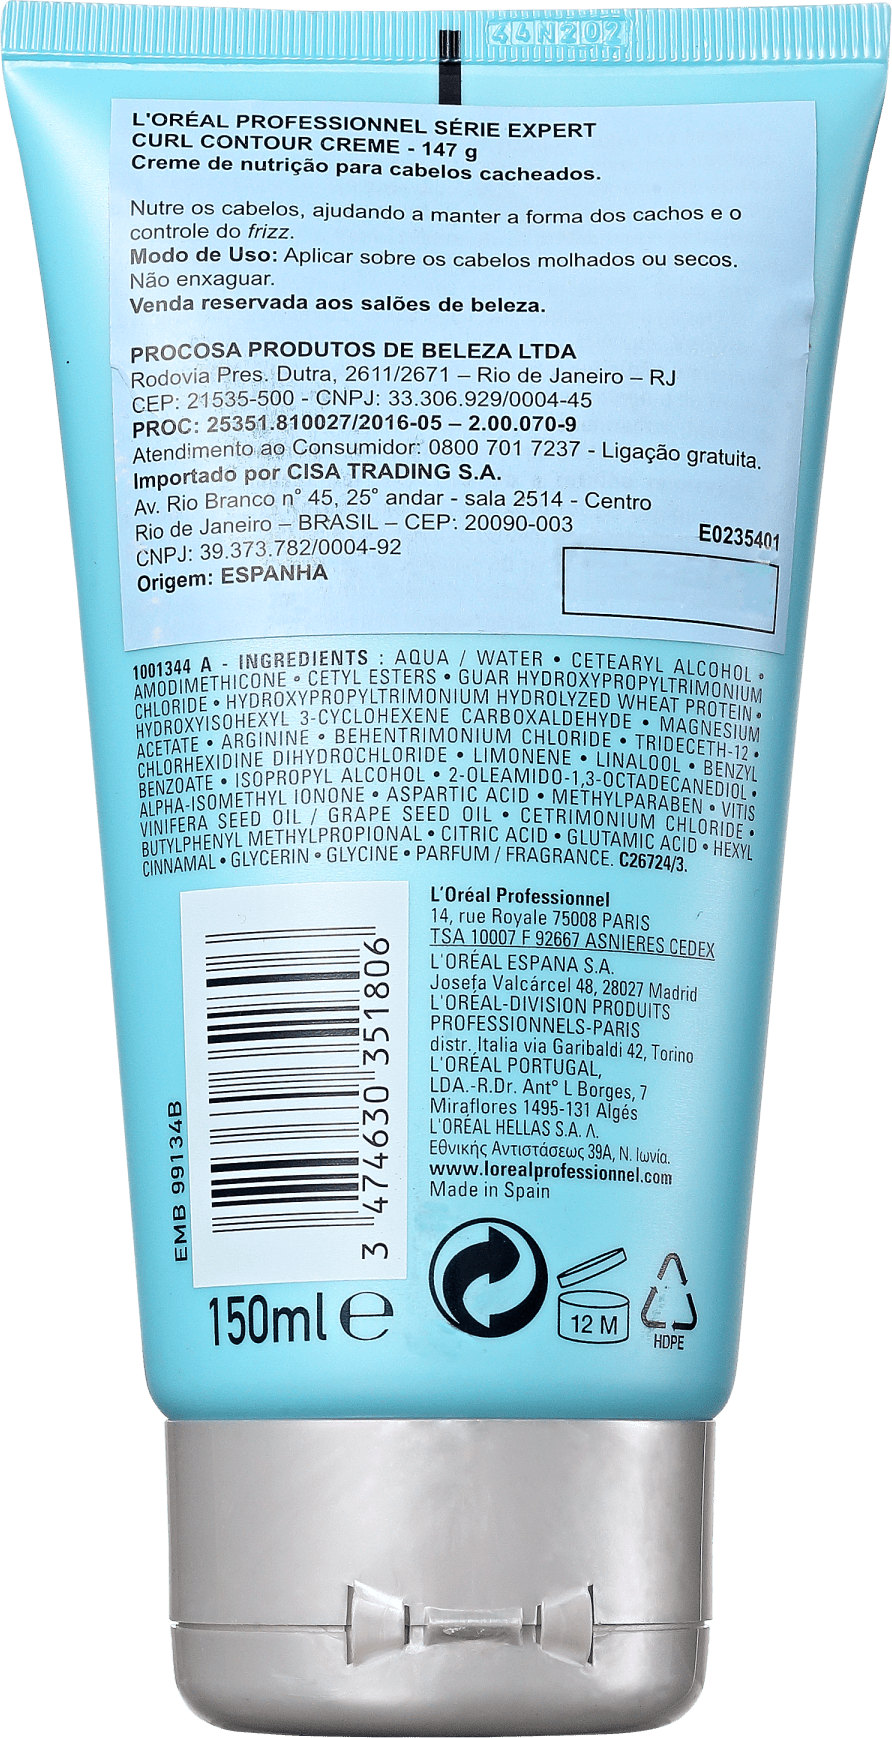 44N202
L'ORÉAL PROFESSIONNEL SÉRIE EXPERT
CURL CONTOUR CREME - 147 g
Creme de nutrição para cabelos cacheados.
Nutre os cabelos, ajudando a manter a forma dos cachos e o
controle do frizz.
Modo de Uso: Aplicar sobre os cabelos molhados ou secos.
Não enxaguar.
Venda reservada aos salões de beleza.
PROCOSA PRODUTOS DE BELEZA LTDA
Rodovia Pres. Dutra, 2611/2671 – Rio de Janeiro – RJ
CEP: 21535-500 - CNPJ: 33.306.929/0004-45
PROC: 25351.810027/2016-05 – 2.00.070-9
Atendimento ao Consumidor: 0800 701 7237 - Ligação gratuita.
Importado por CISA TRADING S.A.
Av. Rio Branco n° 45, 25° andar - sala 2514 - Centro
Rio de Janeiro – BRASIL – CEP: 20090-003
CNPJ: 39.373.782/0004-92
Origem: ESPANHA
E0235401
1001344 A - INGREDIENTS : AQUA / WATER • CETEARYL ALCOHOL •
AMODIMETHICONE • CETYL ESTERS • GUAR HYDROXYPROPYLTRIMONIUM
CHLORIDE • HYDROXYPROPYLTRIMONIUM HYDROLYZED WHEAT PROTEIN •
HYDROXYISOHEXYL 3-CYCLOHEXENE CARBOXALDEHYDE • MAGNESIUM
ACETATE • ARGININE • BEHENTRIMONIUM CHLORIDE • TRIDECETH-12 •
CHLORHEXIDINE DIHYDROCHLORIDE • LIMONENE • LINALOOL • BENZYL
BENZOATE • ISOPROPYL ALCOHOL • 2-OLEAMIDO-1,3-OCTADECANEDIOL •
ALPHA-ISOMETHYL IONONE • ASPARTIC ACID • METHYLPARABEN • VITIS
VINIFERA SEED OIL / GRAPE SEED OIL • CETRIMONIUM CHLORIDE •
BUTYLPHENYL METHYLPROPIONAL • CITRIC ACID • GLUTAMIC ACID • HEXYL
CINNAMAL • GLYCERIN • GLYCINE • PARFUM / FRAGRANCE. C26724/3.
L'Oréal Professionnel
14, rue Royale 75008 PARIS
TSA 10007 F 92667 ASNIERES CEDEX
L'ORÉAL ESPANA S.A.
Josefa Valcárcel 48, 28027 Madrid
L'ORÉAL-DIVISION PRODUITS
PROFESSIONNELS-PARIS
distr. Italia via Garibaldi 42, Torino
L'ORÉAL PORTUGAL,
LDA.-R.Dr. Ant° L Borges, 7
Miraflores 1495-131 Algés
L'ORÉAL HELLAS S.A. Λ.
Εθνικής Αντιστάσεως 39A, Ν. Ιωνία.
www.lorealprofessionnel.com
Made in Spain
EMB 99134B
3 474630 351806
150ml e
12 M
HDPE